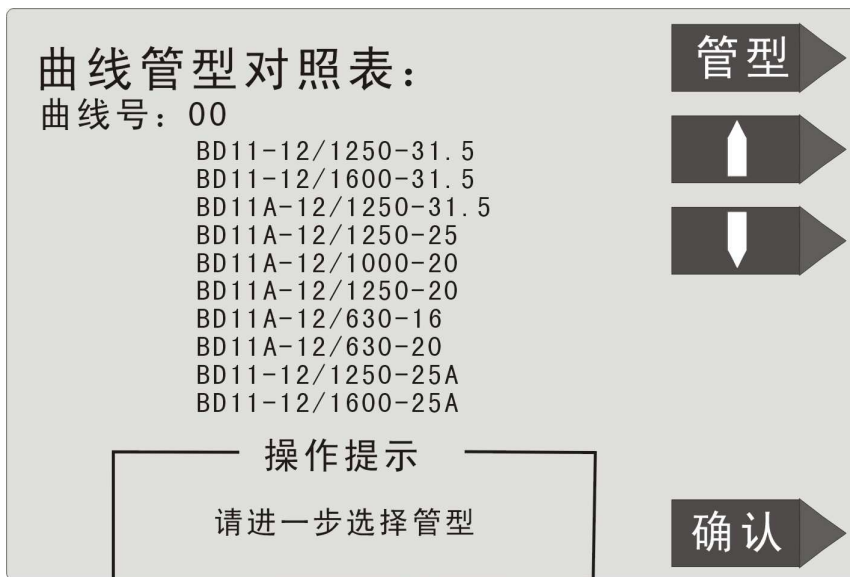 曲线管型对照表：
曲线号：00
BD11-12/1250-31.5
BD11-12/1600-31.5
BD11A-12/1250-31.5
BD11A-12/1250-25
BD11A-12/1000-20
BD11A-12/1250-20
BD11A-12/630-16
BD11A-12/630-20
BD11-12/1250-25A
BD11-12/1600-25A
操作提示
请进一步选择管型
管型
确认